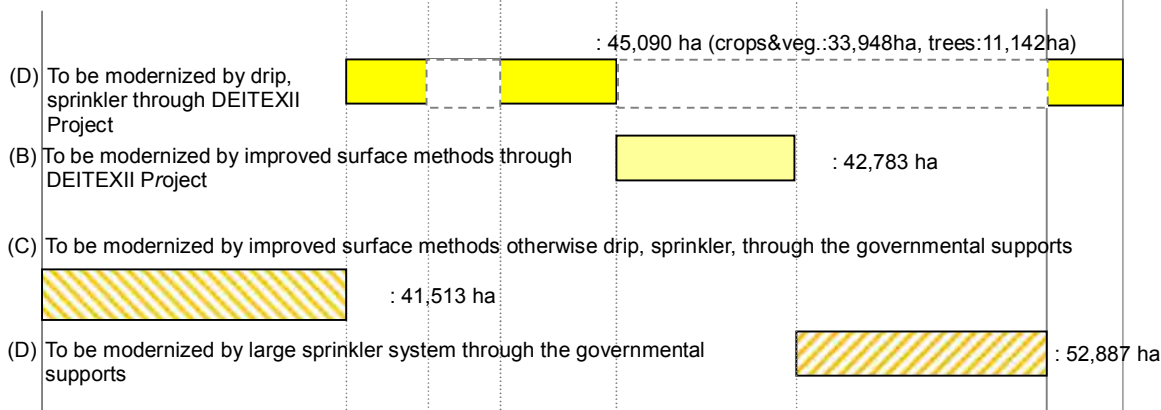 : 45,090 ha (crops&veg.:33,948ha, trees:11,142ha)
(D) To be modernized by drip,
sprinkler through DEITEXII
Project
(B) To be modernized by improved surface methods through
DEITEXII Project
: 42,783 ha
(C) To be modernized by improved surface methods otherwise drip, sprinkler, through the governmental supports
: 41,513 ha
(D) To be modernized by large sprinkler system through the governmental
supports
: 52,887 ha